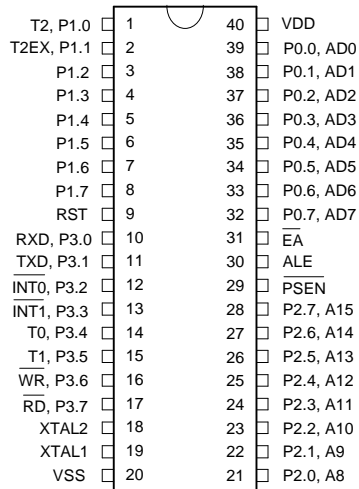 T2, P1.0 1 40 VDD
T2EX, P1.1 2 39 P0.0, AD0
P1.2 3 38 P0.1, AD1
P1.3 4 37 P0.2, AD2
P1.4 5 36 P0.3, AD3
P1.5 6 35 P0.4, AD4
P1.6 7 34 P0.5, AD5
P1.7 8 33 P0.6, AD6
RST 9 32 P0.7, AD7
RXD, P3.0 10 31 EA
TXD, P3.1 11 30 ALE
INT0, P3.2 12 29 PSEN
INT1, P3.3 13 28 P2.7, A15
T0, P3.4 14 27 P2.6, A14
T1, P3.5 15 26 P2.5, A13
WR, P3.6 16 25 P2.4, A12
RD, P3.7 17 24 P2.3, A11
XTAL2 18 23 P2.2, A10
XTAL1 19 22 P2.1, A9
VSS 20 21 P2.0, A8